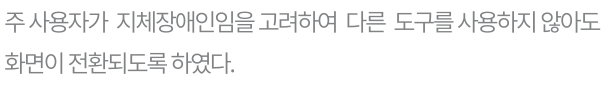 주 사용자가 지체장애인임을 고려하여 다른 도구를 사용하지 않아도
화면이 전환되도록 하였다.